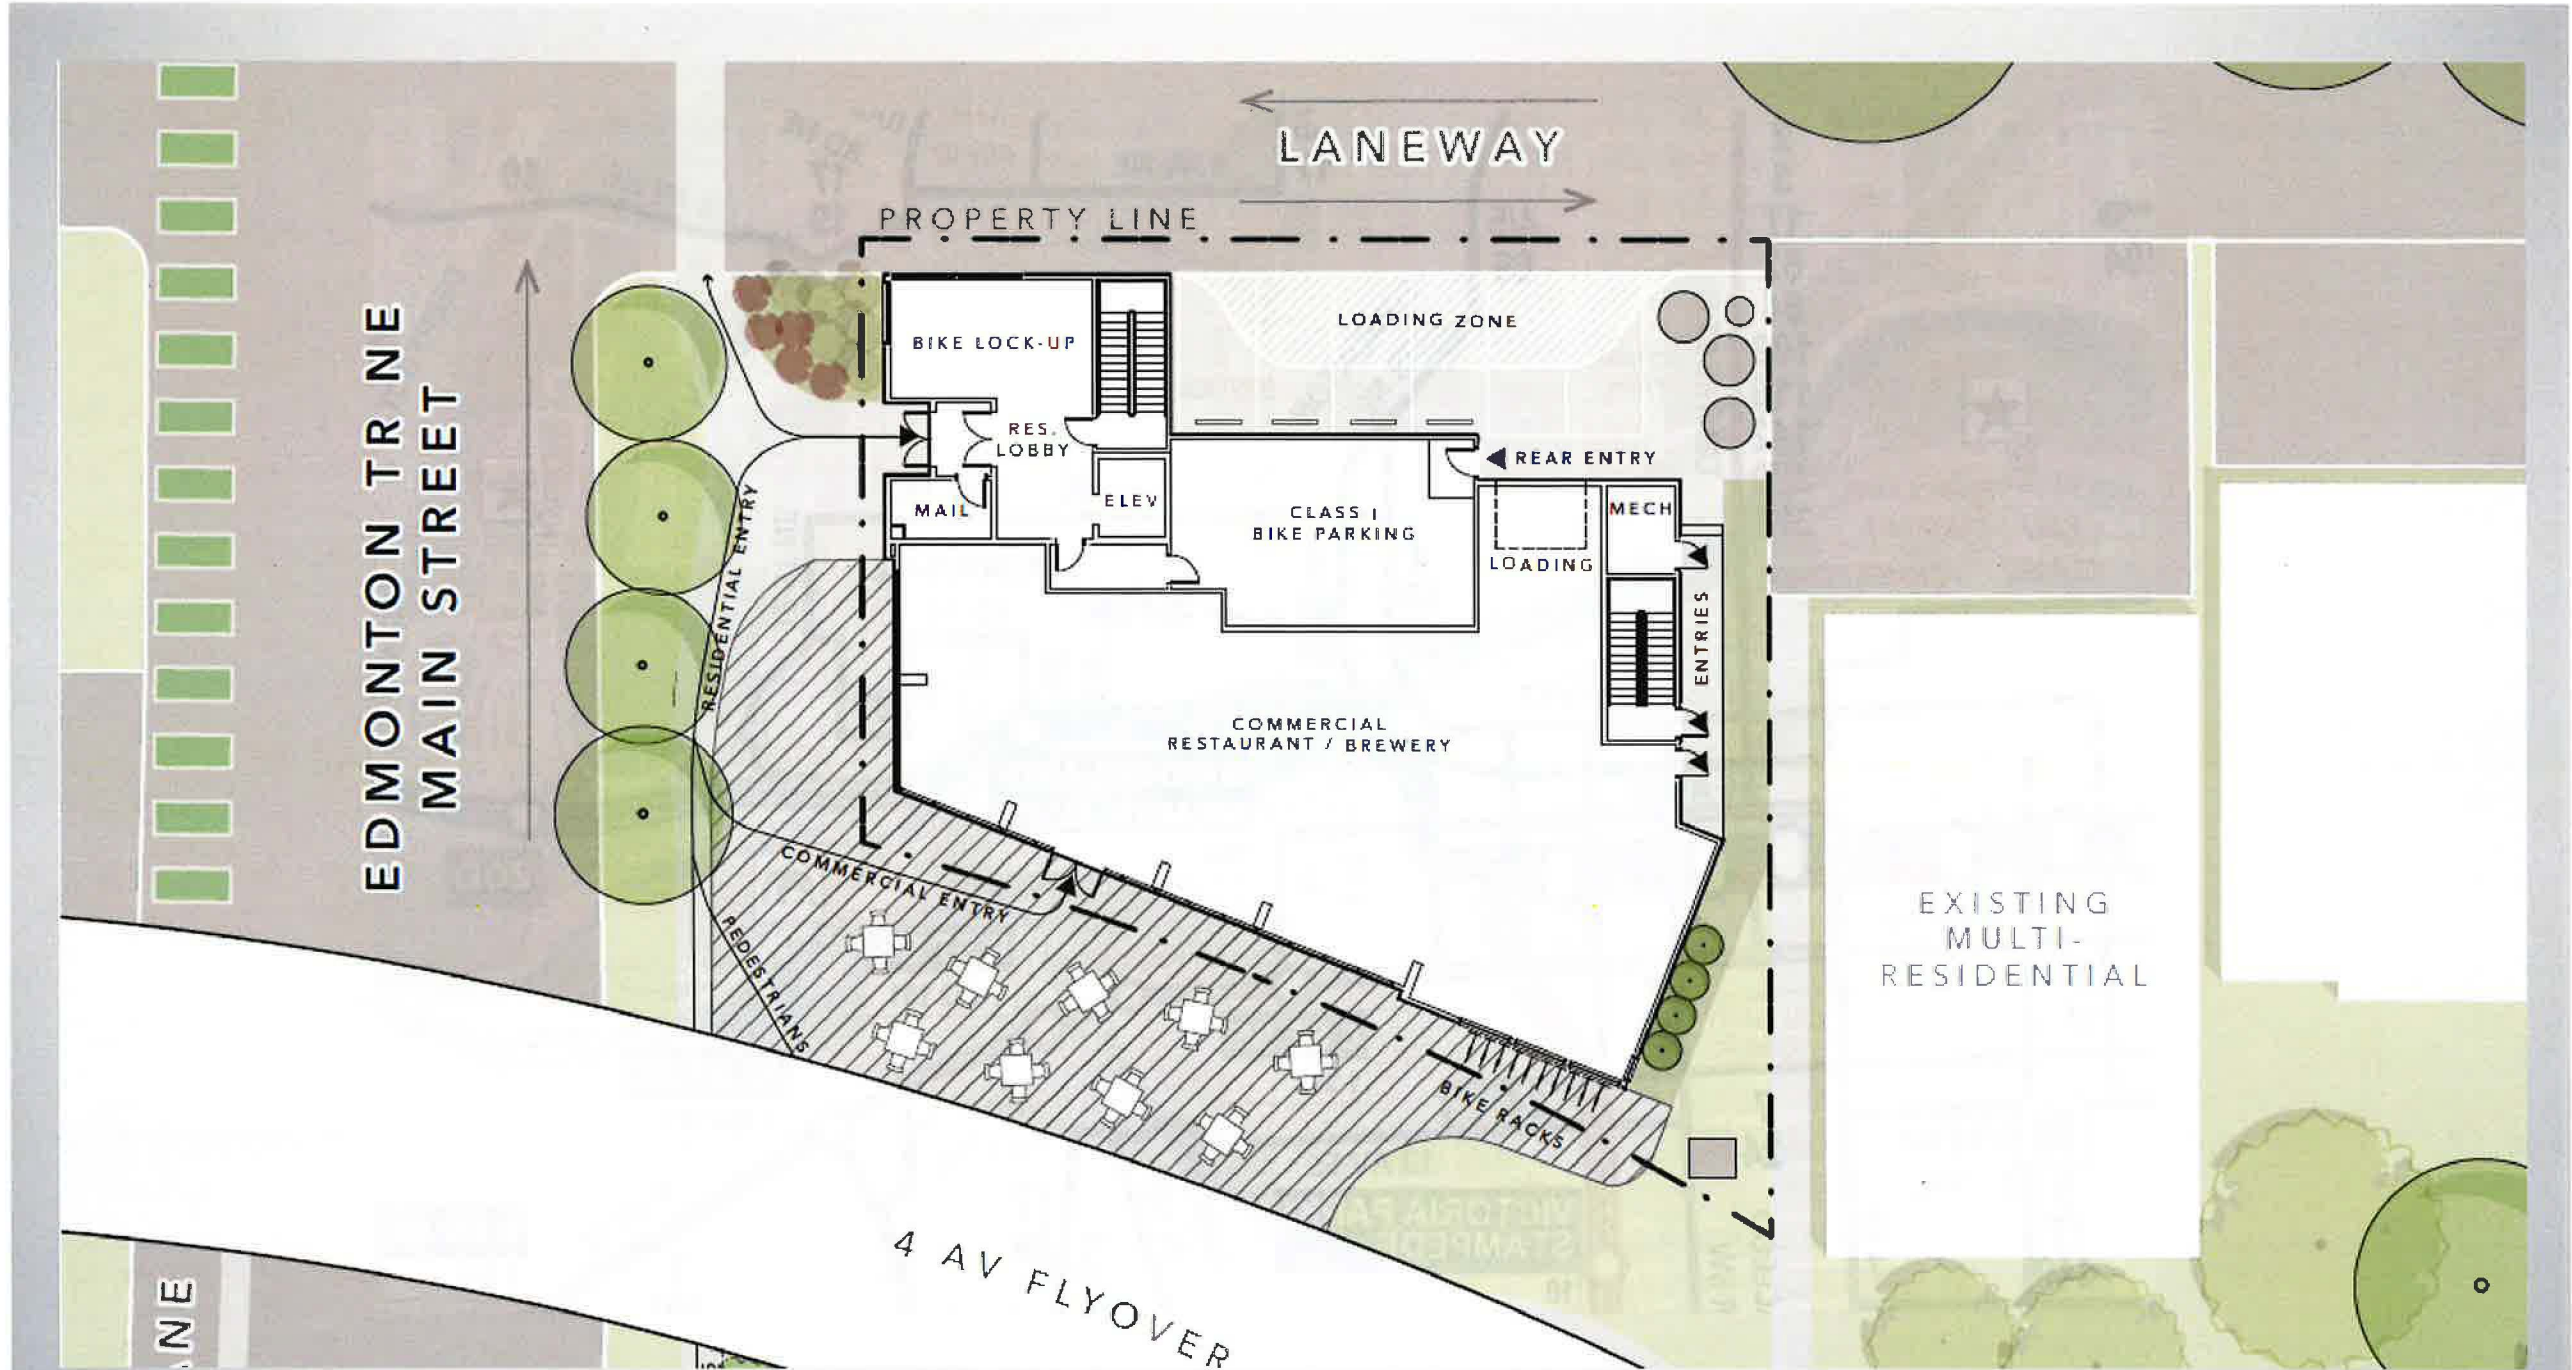 LANEWAY
PROPERTY LINE
EDMONTON TR NE
MAIN STREET
LOADING ZONE
BIKE LOCK-UP
RES.
LOBBY
REAR ENTRY
MAIL
ELEV
CLASS 1
BIKE PARKING
MECH
LOADING
RESIDENTIAL ENTRY
ENTRIES
COMMERCIAL
RESTAURANT / BREWERY
COMMERCIAL ENTRY
PEDESTRIANS
EXISTING
MULTI-
RESIDENTIAL
BIKE RACKS
4 AV FLYOVER